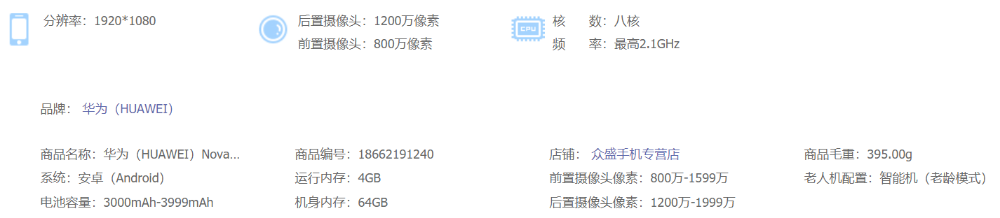 分辨率：1920*1080
后置摄像头：1200万像素
前置摄像头：800万像素
CPU
核 数：八核
频 率：最高2.1GHz
品牌： 华为（HUAWEI）
商品名称：华为（HUAWEI）Nova...
商品编号：18662191240
店铺： 众盛手机专营店
商品毛重：395.00g
系统：安卓（Android）
运行内存：4GB
前置摄像头像素：800万-1599万
老人机配置：智能机（老龄模式）
电池容量：3000mAh-3999mAh
机身内存：64GB
后置摄像头像素：1200万-1999万